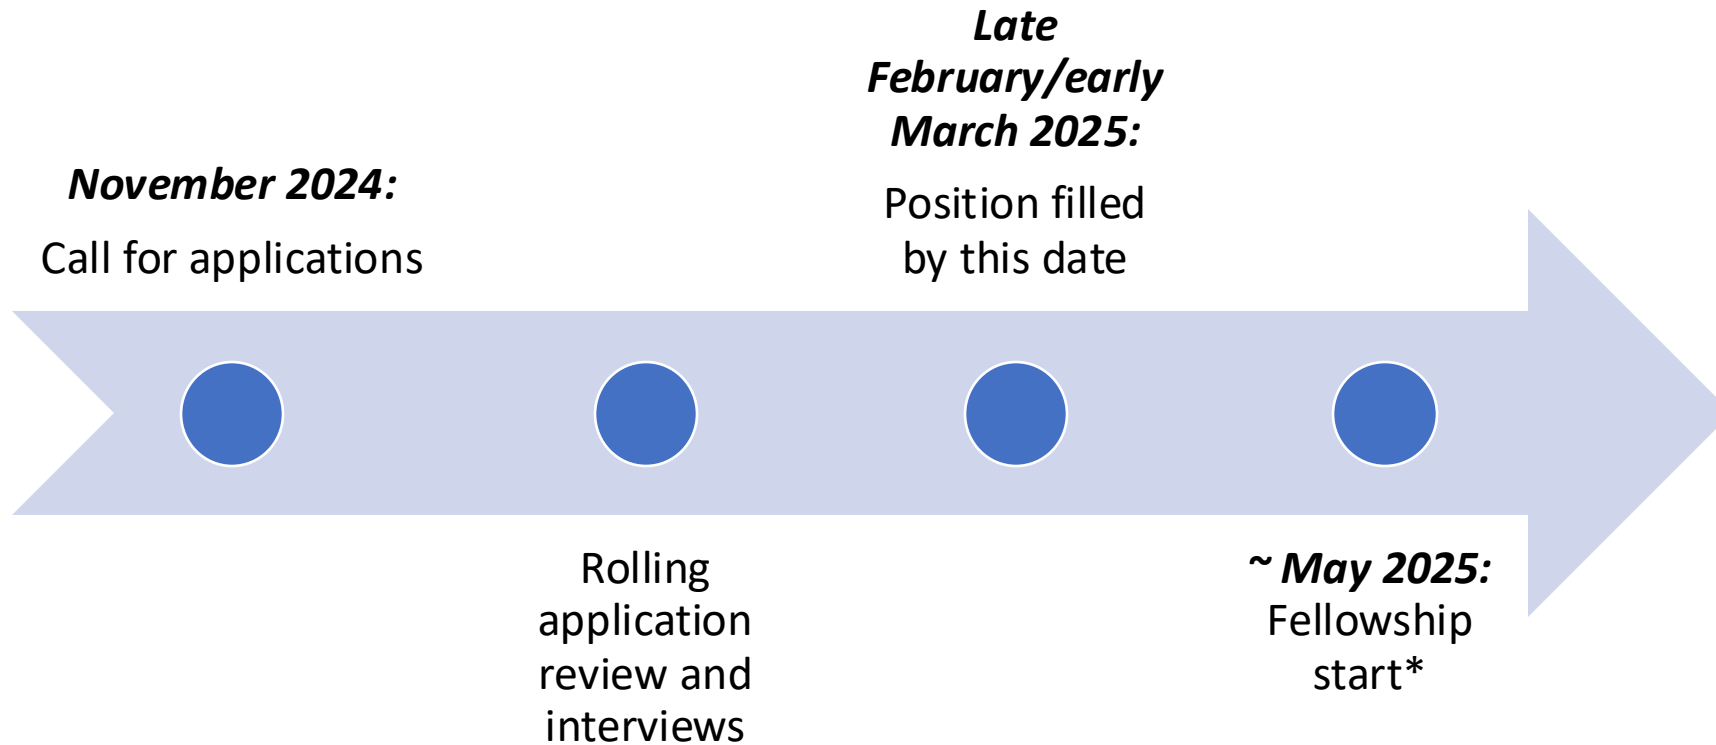 November 2024:
Call for applications
Rolling
application
review and
interviews
Late
February/early
March 2025:
Position filled
by this date
~ May 2025:
Fellowship
start*